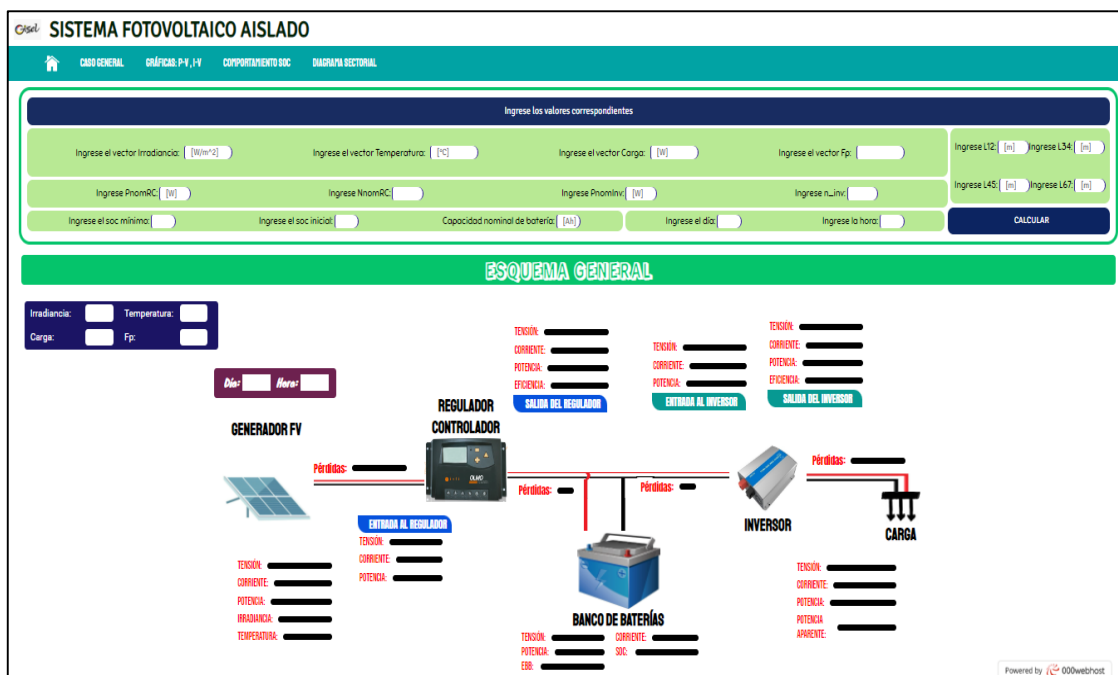 Gisel SISTEMA FOTOVOLTAICO AISLADO
CASO GENERAL GRÁFICAS: P-V , I-V COMPORTAMIENTO SOC DIAGRAMA SECTORIAL
Ingrese los valores correspondientes
Ingrese el vector Irradiancia: [W/m^2] Ingrese el vector Temperatura: [°C] Ingrese el vector Carga: [W] Ingrese el vector Fp:
Ingrese L12: [m] Ingrese L34: [m]
Ingrese PnomRC: [W] Ingrese NnomRC: Ingrese PnomInv: [W] Ingrese n_inv:
Ingrese L45: [m] Ingrese L67: [m]
Ingrese el soc mínimo: Ingrese el soc inicial: Capacidad nominal de batería: [Ah] Ingrese el día: Ingrese la hora:
CALCULAR
ESQUEMA GENERAL
Irradiancia: Temperatura:
Carga: Fp:
Día: Hora:
TENSIÓN:
CORRIENTE:
POTENCIA:
EFICIENCIA:
SALIDA DEL REGULADOR
TENSIÓN:
CORRIENTE:
POTENCIA:
ENTRADA AL INVERSOR
TENSIÓN:
CORRIENTE:
POTENCIA:
EFICIENCIA:
SALIDA DEL INVERSOR
GENERADOR FV
REGULADOR
CONTROLADOR
Pérdidas:
Pérdidas:
Pérdidas:
Pérdidas:
INVERSOR
CARGA
ENTRADA AL REGULADOR
TENSIÓN:
CORRIENTE:
POTENCIA:
TENSIÓN:
CORRIENTE:
POTENCIA:
IRRADIANCIA:
TEMPERATURA:
BANCO DE BATERÍAS
TENSIÓN: CORRIENTE:
POTENCIA: SOC:
EBB:
TENSIÓN:
CORRIENTE:
POTENCIA:
POTENCIA
APARENTE:
Powered by 000webhost